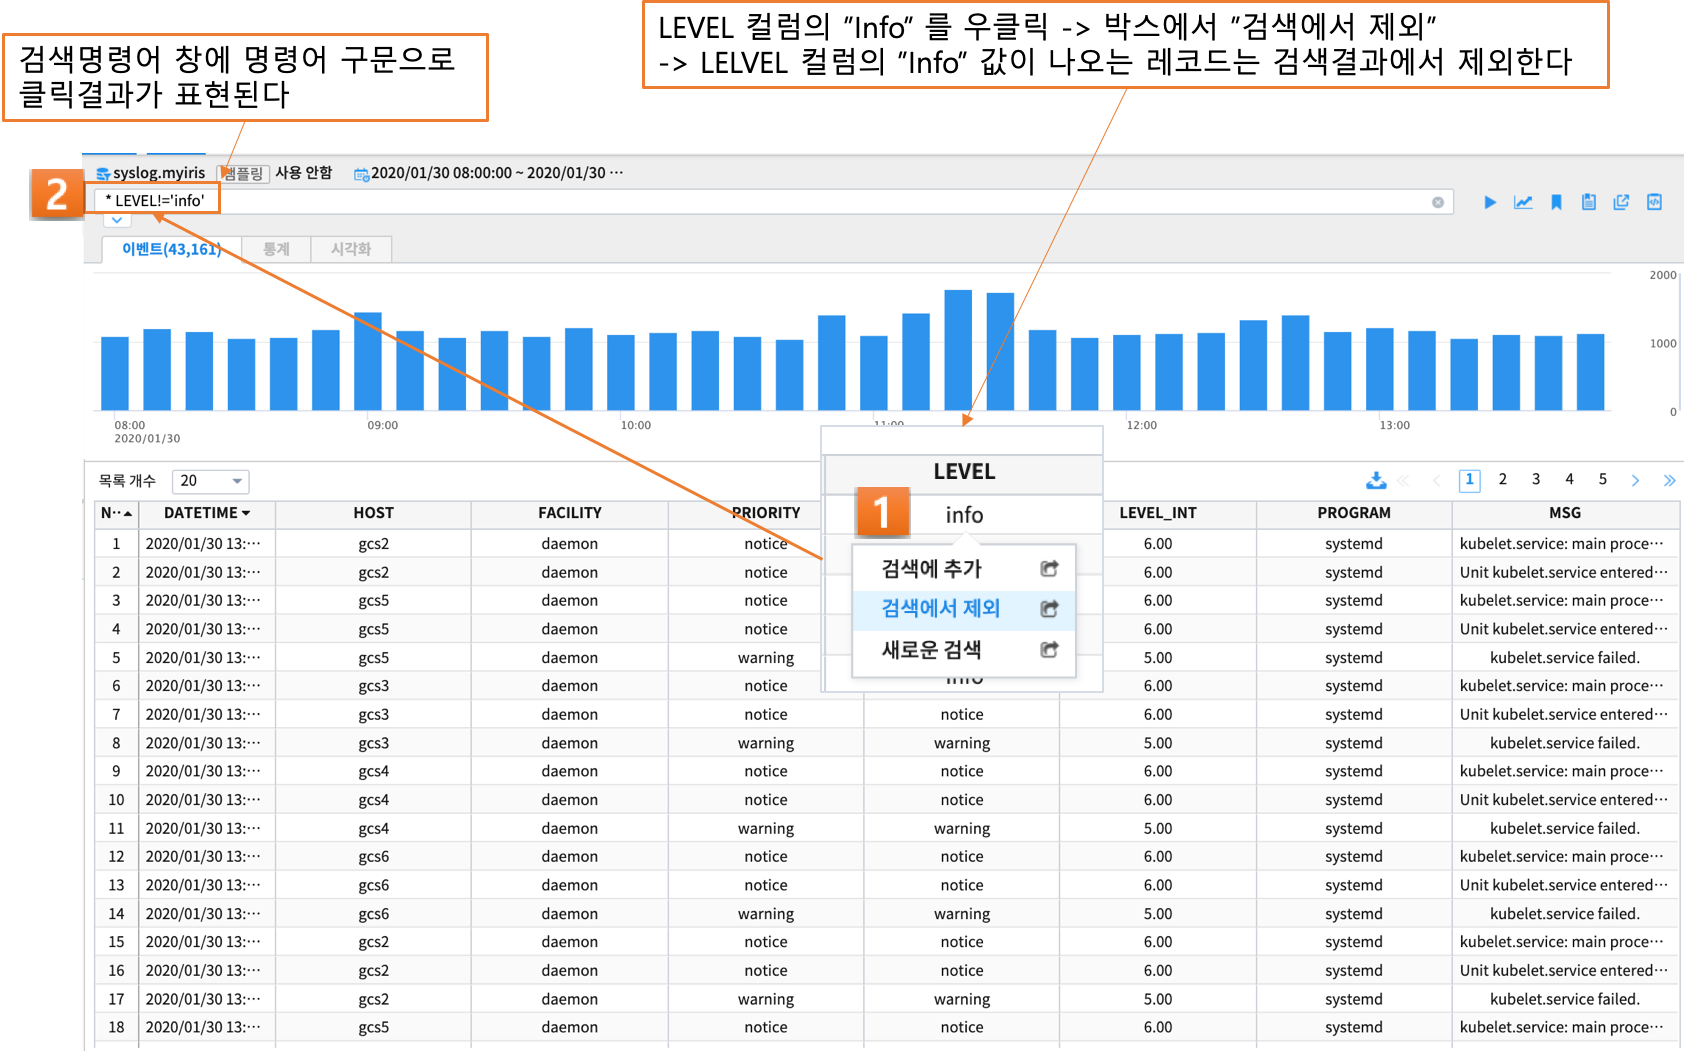 LEVEL 컬럼의 "Info" 를 우클릭 -> 박스에서 "검색에서 제외"
-> LELVEL 컬럼의 "Info" 값이 나오는 레코드는 검색결과에서 제외한다
검색명령어 창에 명령어 구문으로
클릭결과가 표현된다
2
syslog.myiris 사용 안함 2020/01/30 08:00:00 ~ 2020/01/30 ···
* LEVEL!='info'
이벤트(43,161) 통계 시각화
2000
1000
0
08:00 09:00 10:00 11:00 12:00 13:00
2020/01/30
목록 개수 20
1 2 3 4 5
LEVEL
1
info
검색에 추가
검색에서 제외
새로운 검색
info
N·· DATETIME HOST FACILITY PRIORITY LEVEL_INT PROGRAM MSG
1 2020/01/30 13:··· gcs2 daemon notice 6.00 systemd kubelet.service: main proce···
2 2020/01/30 13:··· gcs2 daemon notice 6.00 systemd Unit kubelet.service entered···
3 2020/01/30 13:··· gcs5 daemon notice 6.00 systemd kubelet.service: main proce···
4 2020/01/30 13:··· gcs5 daemon notice 6.00 systemd Unit kubelet.service entered···
5 2020/01/30 13:··· gcs5 daemon warning 5.00 systemd kubelet.service failed.
6 2020/01/30 13:··· gcs3 daemon notice 6.00 systemd kubelet.service: main proce···
7 2020/01/30 13:··· gcs3 daemon notice notice 6.00 systemd Unit kubelet.service entered···
8 2020/01/30 13:··· gcs3 daemon warning warning 5.00 systemd kubelet.service failed.
9 2020/01/30 13:··· gcs4 daemon notice notice 6.00 systemd kubelet.service: main proce···
10 2020/01/30 13:··· gcs4 daemon notice notice 6.00 systemd Unit kubelet.service entered···
11 2020/01/30 13:··· gcs4 daemon warning warning 5.00 systemd kubelet.service failed.
12 2020/01/30 13:··· gcs6 daemon notice notice 6.00 systemd kubelet.service: main proce···
13 2020/01/30 13:··· gcs6 daemon notice notice 6.00 systemd Unit kubelet.service entered···
14 2020/01/30 13:··· gcs6 daemon warning warning 5.00 systemd kubelet.service failed.
15 2020/01/30 13:··· gcs2 daemon notice notice 6.00 systemd kubelet.service: main proce···
16 2020/01/30 13:··· gcs2 daemon notice notice 6.00 systemd Unit kubelet.service entered···
17 2020/01/30 13:··· gcs2 daemon warning warning 5.00 systemd kubelet.service failed.
18 2020/01/30 13:··· gcs5 daemon notice notice 6.00 systemd kubelet.service: main proce···